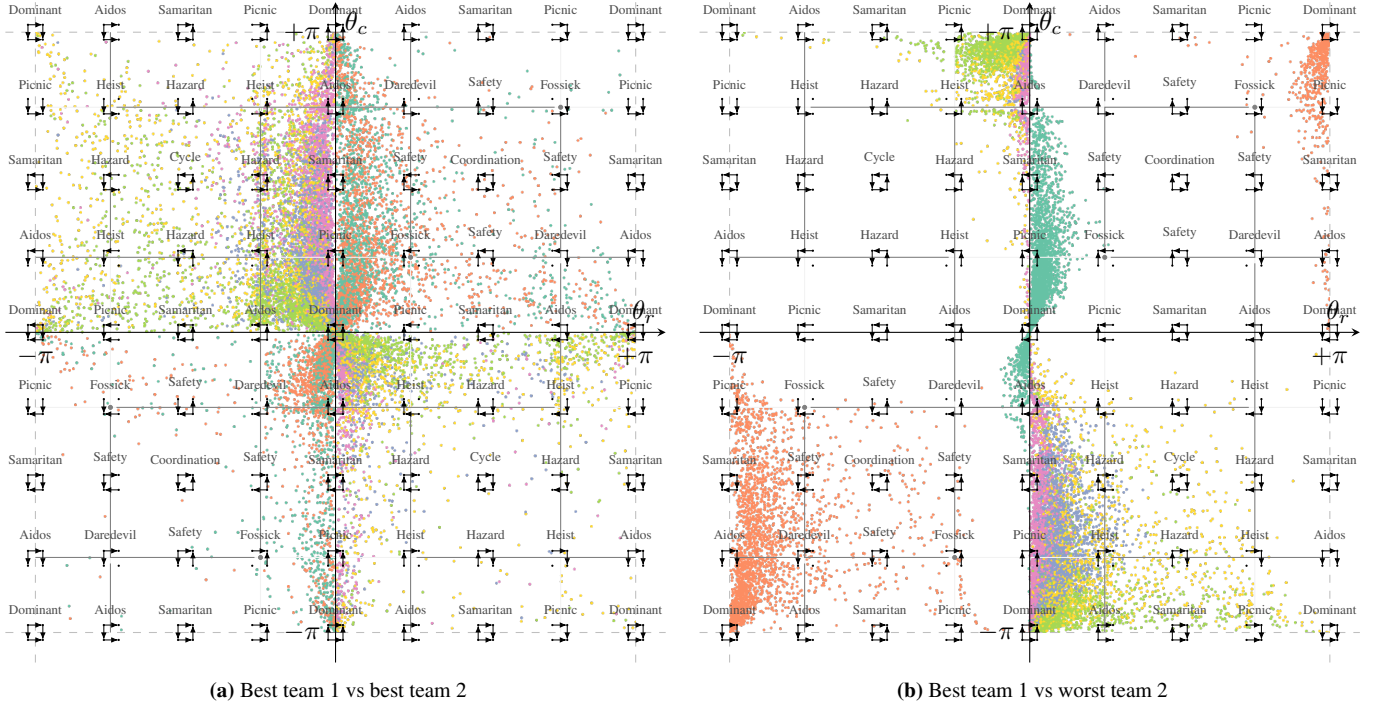 Dominant Aidos Samaritan Picnic Dominant Aidos Samaritan Picnic Dominant
+π θc
Picnic Heist Hazard Heist Aidos Daredevil Safety Fossick Picnic
Samaritan Hazard Cycle Hazard Samaritan Safety Coordination Safety Samaritan
Aidos Heist Hazard Heist Picnic Fossick Safety Daredevil Aidos
Dominant Picnic Samaritan Aidos Dominant Picnic Samaritan Aidos Dominant
θr
−π +π
Picnic Fossick Safety Daredevil Aidos Heist Hazard Heist Picnic
Samaritan Safety Coordination Safety Samaritan Hazard Cycle Hazard Samaritan
Aidos Daredevil Safety Fossick Picnic Heist Hazard Heist Aidos
Dominant Aidos Samaritan Picnic Dominant Aidos Samaritan Picnic Dominant
−π
(a) Best team 1 vs best team 2
Dominant Aidos Samaritan Picnic Dominant Aidos Samaritan Picnic Dominant
+π θc
Picnic Heist Hazard Heist Aidos Daredevil Safety Fossick Picnic
Samaritan Hazard Cycle Hazard Samaritan Safety Coordination Safety Samaritan
Aidos Heist Hazard Heist Picnic Fossick Safety Daredevil Aidos
Dominant Picnic Samaritan Aidos Dominant Picnic Samaritan Aidos Dominant
θr
−π +π
Picnic Fossick Safety Daredevil Aidos Heist Hazard Heist Picnic
Samaritan Safety Coordination Safety Samaritan Hazard Cycle Hazard Samaritan
Aidos Daredevil Safety Fossick Picnic Heist Hazard Heist Aidos
Dominant Aidos Samaritan Picnic Dominant Aidos Samaritan Picnic Dominant
−π
(b) Best team 1 vs worst team 2